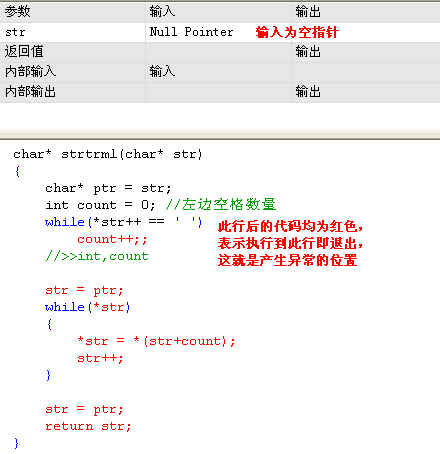 参数 输入 输出
str Null Pointer 输入为空指针
返回值 输出
内部输入 输入
内部输出 输出
char* strtrml(char* str)
{
char* ptr = str;
int count = 0; //左边空格数量
while(*str++ == ' ')
count++;;
//>>int,count
此行后的代码均为红色，
表示执行到此行即退出，
这就是产生异常的位置
str = ptr;
while(*str)
{
*str = *(str+count);
str++;
}
str = ptr;
return str;
}